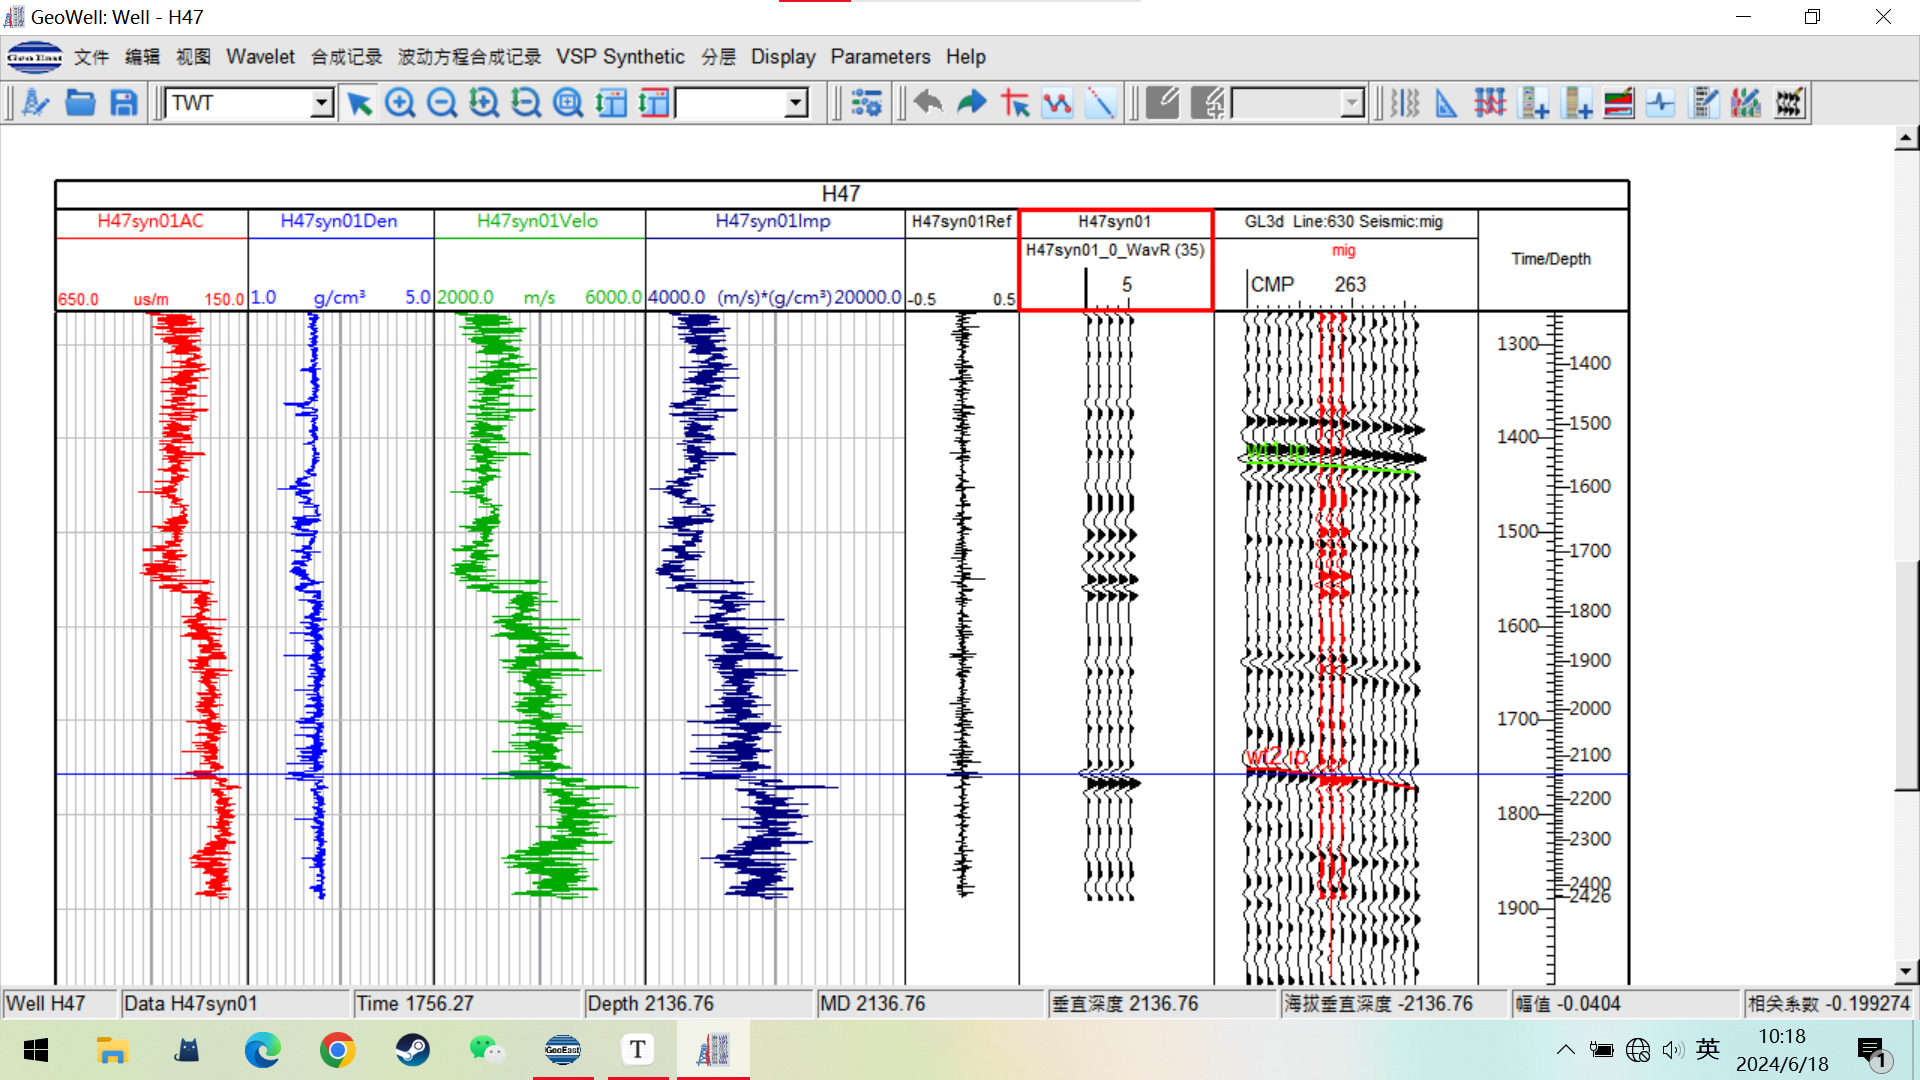 GeoWell: Well - H47
Geo East 文件 编辑 视图 Wavelet 合成记录 波动方程合成记录 VSP Synthetic 分层 Display Parameters Help
TWT
H47
H47syn01AC H47syn01Den H47syn01Velo H47syn01Imp H47syn01Ref H47syn01 GL3d Line:630 Seismic:mig
H47syn01_0_WavR (35) mig Time/Depth
5 CMP 263
650.0 us/m 150.0 1.0 g/cm³ 5.0 2000.0 m/s 6000.0 4000.0 (m/s)*(g/cm³) 20000.0 -0.5 0.5
1300
1400
1500
1400
wt1 ip
1600
1500
1700
1800
1600
1900
2000
1700
wt2 ip
2100
2200
1800
2300
2400
2426
1900
Well H47 Data H47syn01 Time 1756.27 Depth 2136.76 MD 2136.76 垂直深度 2136.76 海拔垂直深度 -2136.76 幅值 -0.0404 相关系数 -0.199274
GeoEast T 英 10:18
2024/6/18 1